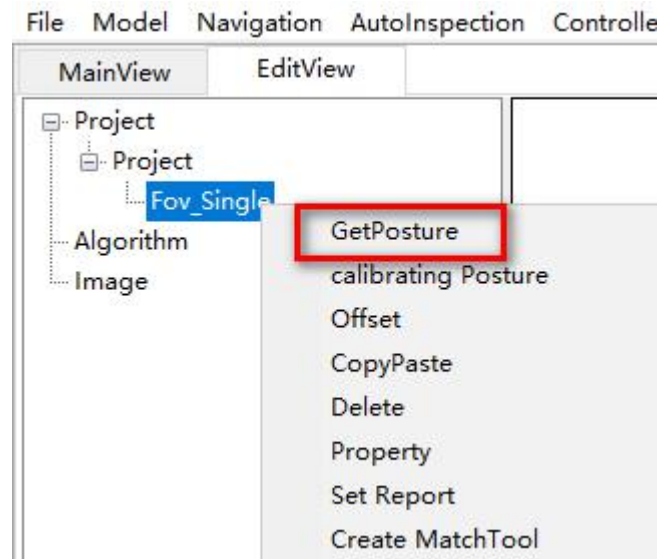 File Model Navigation AutoInspection Controlle
MainView EditView
Project
Project
Fov_Single
Algorithm
Image
GetPosture
calibrating Posture
Offset
CopyPaste
Delete
Property
Set Report
Create MatchTool